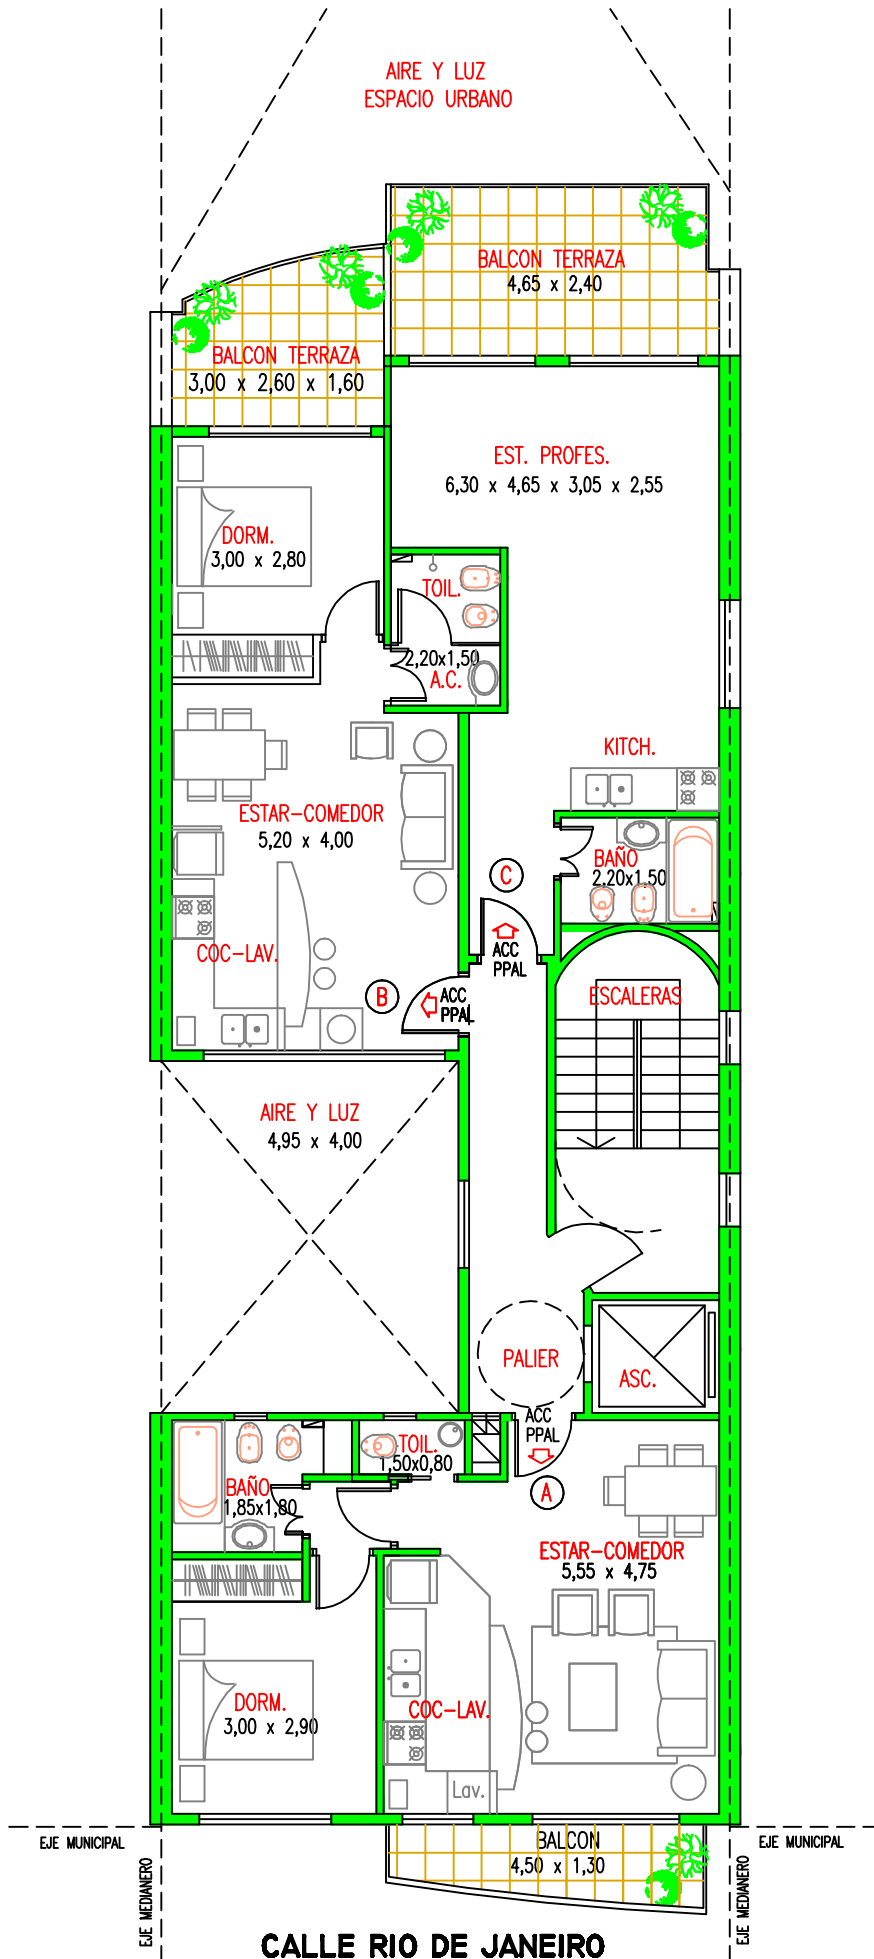 AIRE Y LUZ
ESPACIO URBANO
BALCON TERRAZA
4,65 x 2,40
BALCON TERRAZA
3,00 x 2,60 x 1,60
EST. PROFES.
6,30 x 4,65 x 3,05 x 2,55
DORM.
3,00 x 2,80
TOIL.
2,20x1,50
A.C.
KITCH.
ESTAR-COMEDOR
5,20 x 4,00
BAÑO
2,20x1,50
C
COC-LAV.
ACC
PPAL
B
ACC
PPAL
ESCALERAS
AIRE Y LUZ
4,95 x 4,00
PALIER
ASC.
ACC
PPAL
TOIL.
1,50x0,80
BAÑO
1,85x1,80
A
ESTAR-COMEDOR
5,55 x 4,75
DORM.
3,00 x 2,90
COC-LAV.
Lav.
BALCON
4,50 x 1,30
EJE MUNICIPAL
EJE MUNICIPAL
EJE MEDIANERO
EJE MEDIANERO
CALLE RIO DE JANEIRO